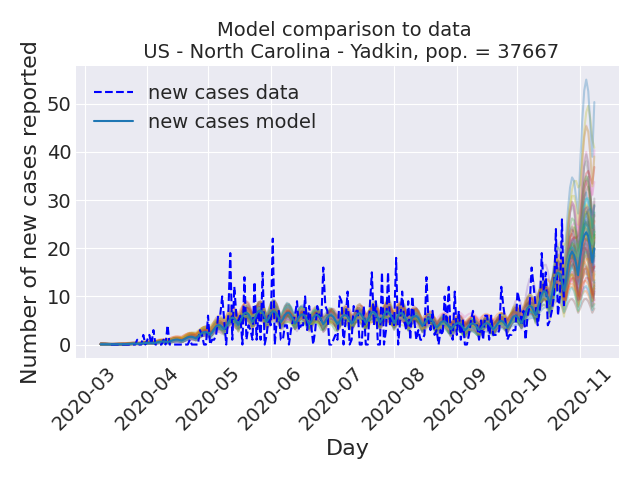 Model comparison to data
US - North Carolina - Yadkin, pop. = 37667
Number of new cases reported
50
40
30
20
10
0
new cases data
new cases model
2020-03
2020-04
2020-05
2020-06
2020-07
2020-08
2020-09
2020-10
2020-11
Day